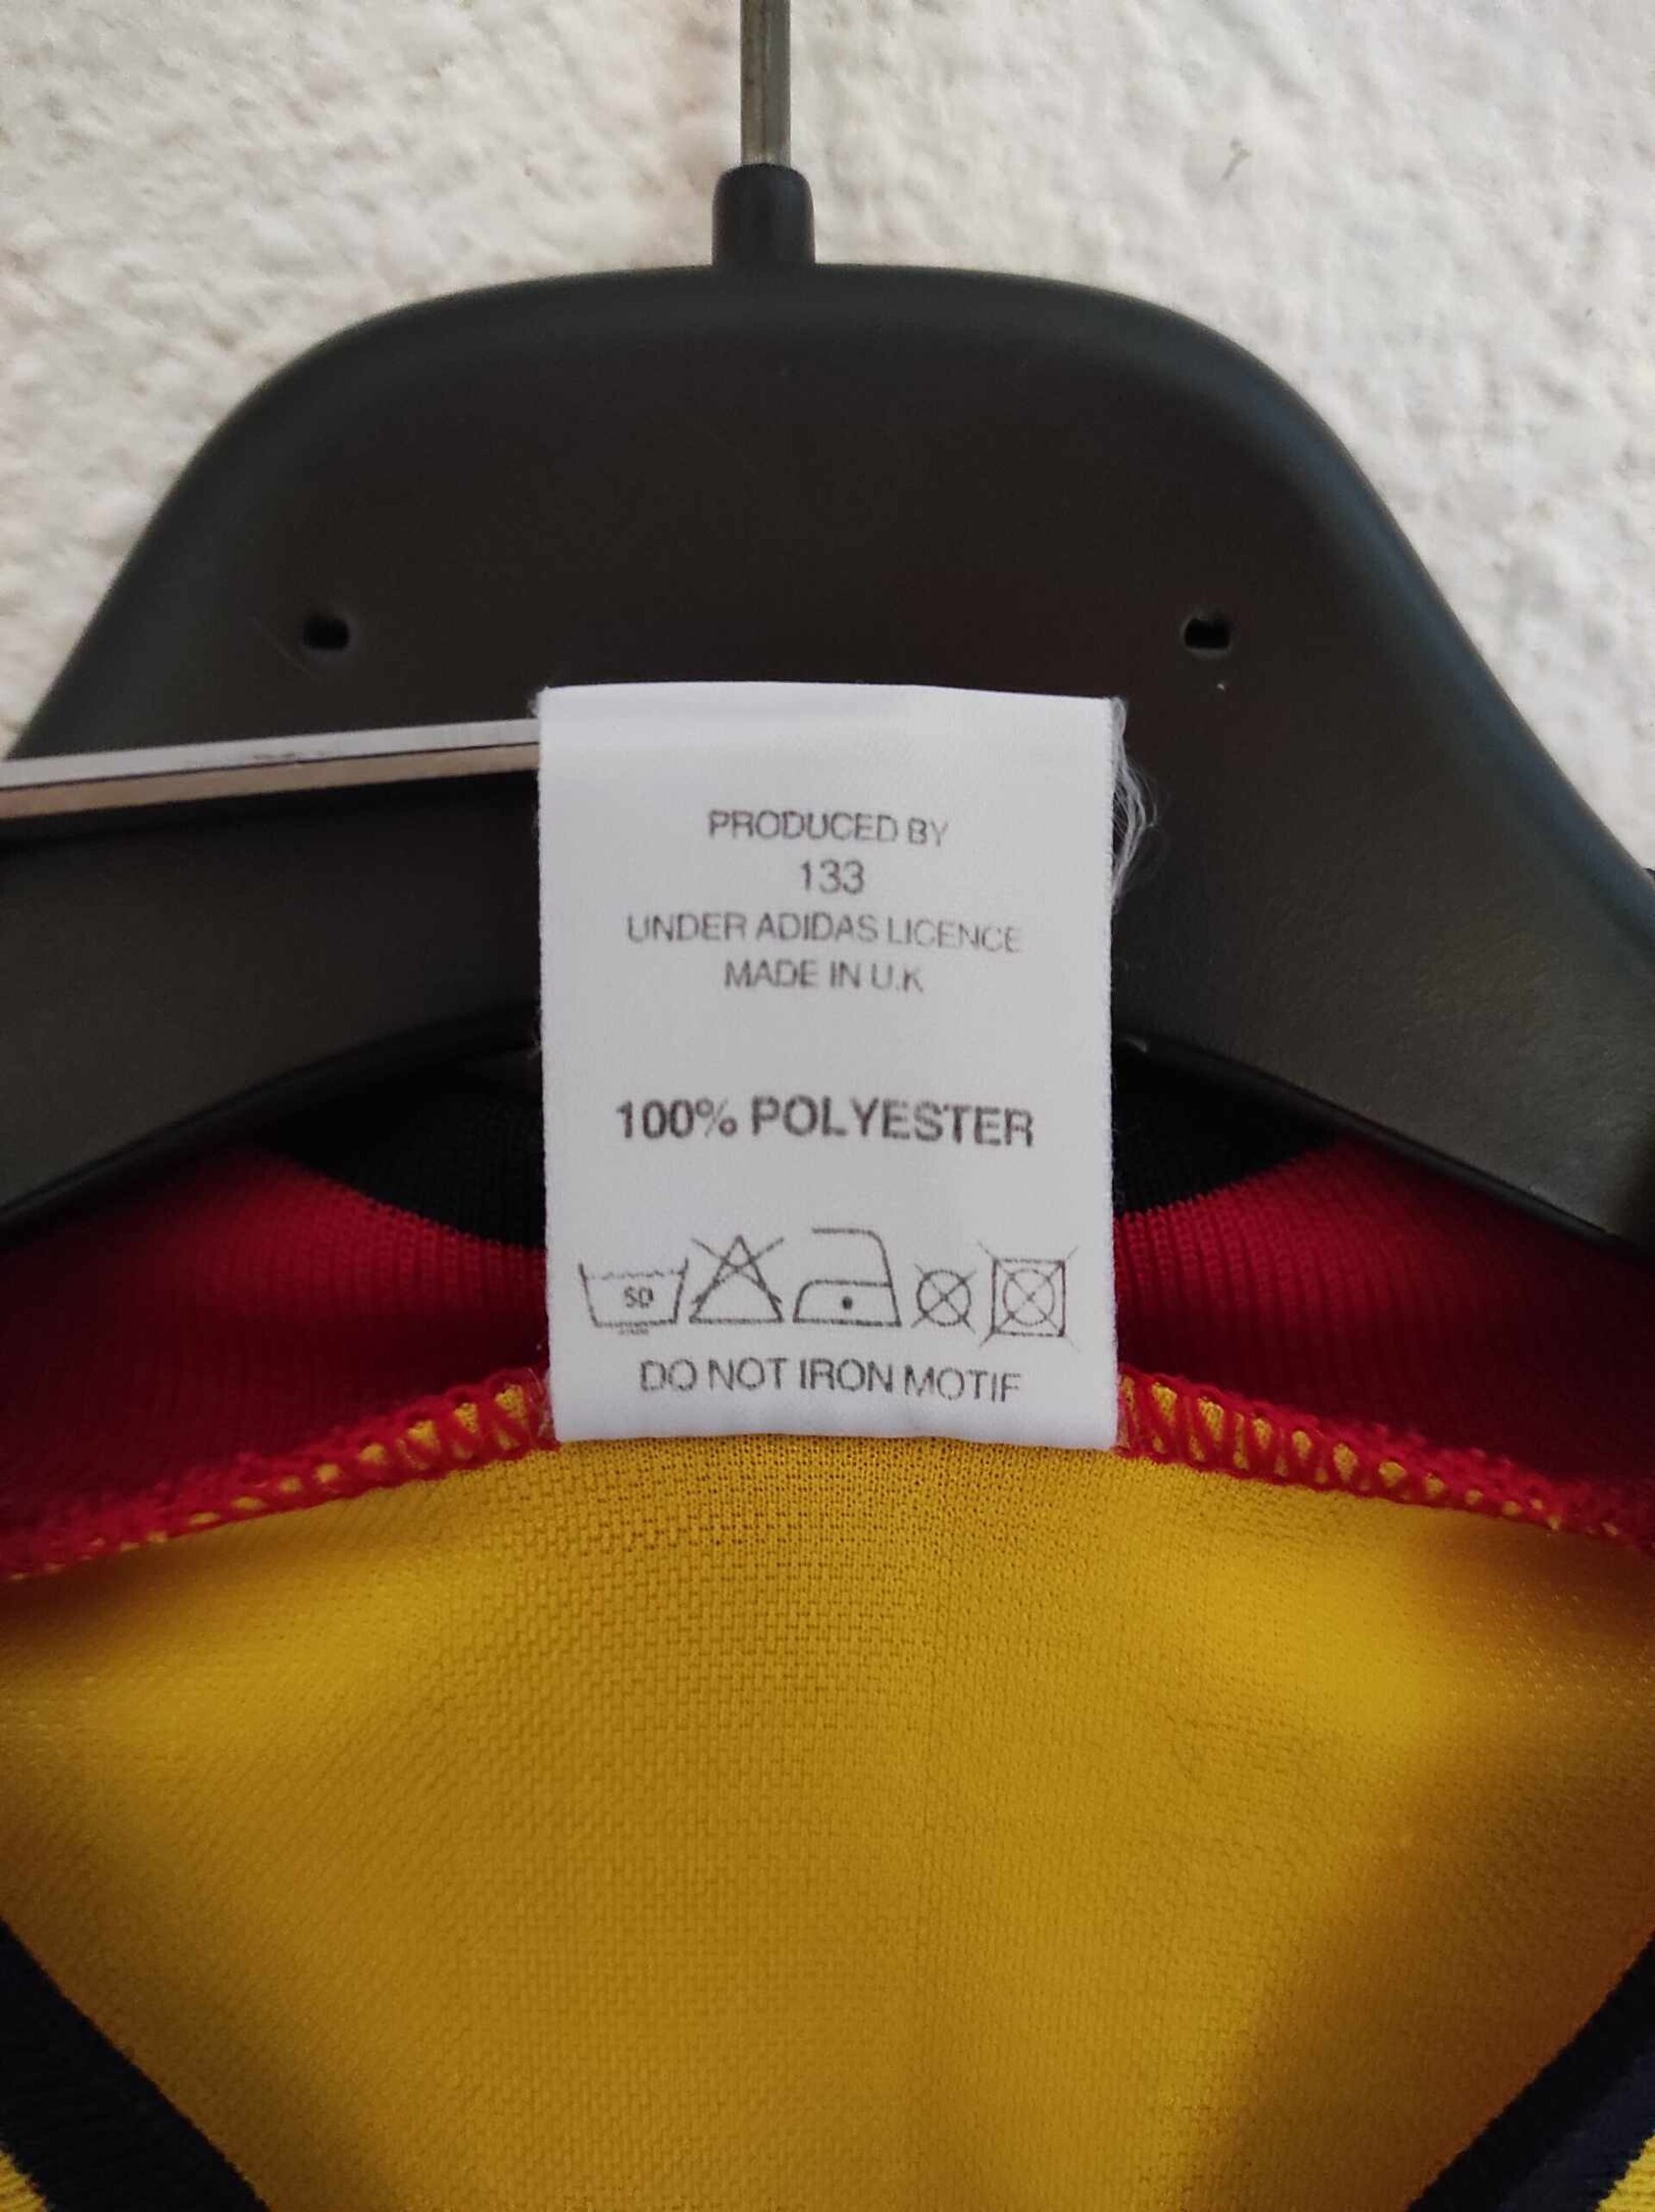 PRODUCED BY
133
UNDER ADIDAS LICENCE
MADE IN U.K
100% POLYESTER
50
DO NOT IRON MOTIF